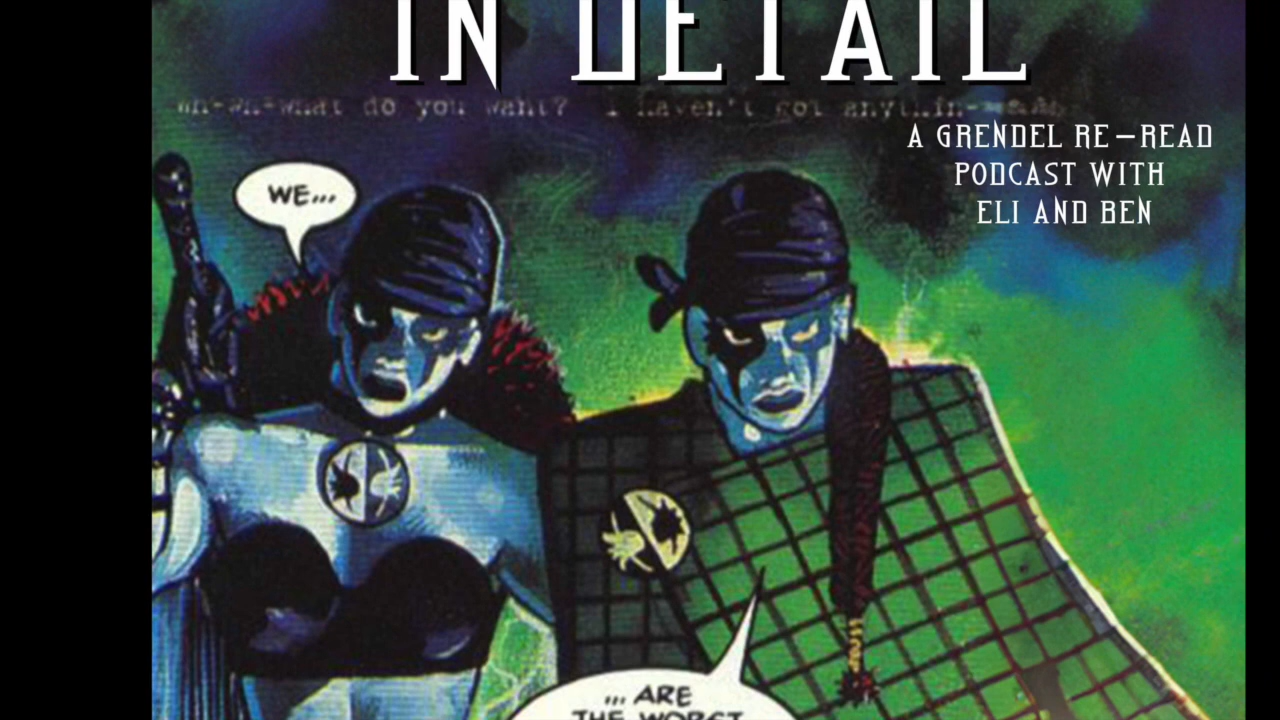 IN DETAIL
wh-wh-what do you want? I haven't got anythin-
A GRENDEL RE-READ
PODCAST WITH
ELI AND BEN
WE...
... ARE
THE WORST